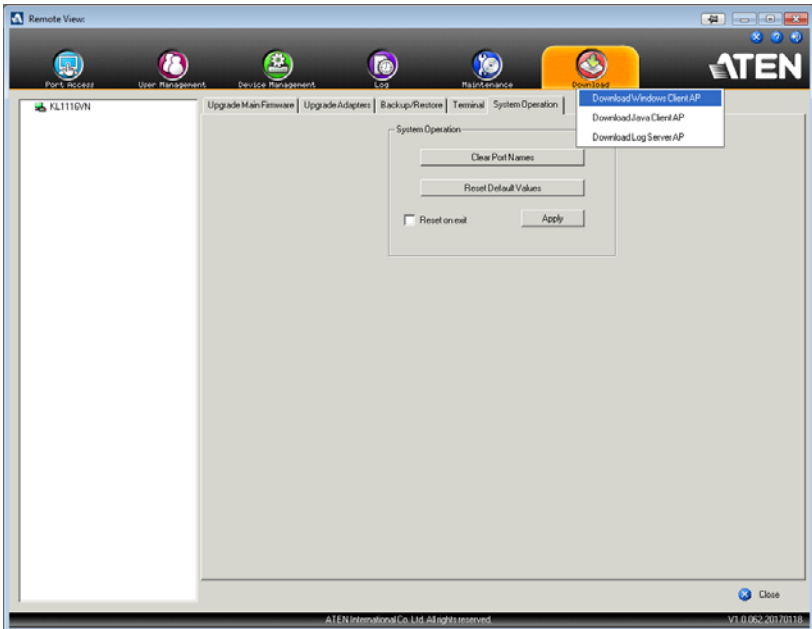 Remote View:
ATEN
Port Access
User Management
Device Management
Log
Maintenance
Download
Download Windows Client AP
Download Java Client AP
Download Log Server AP
KL1116VN
Upgrade Main Firmware
Upgrade Adapters
Backup/Restore
Terminal
System Operation
System Operation
Clear Port Names
Reset Default Values
Reset on exit
Apply
Close
ATEN International Co. Ltd. All rights reserved.
V1.0.062.20170118